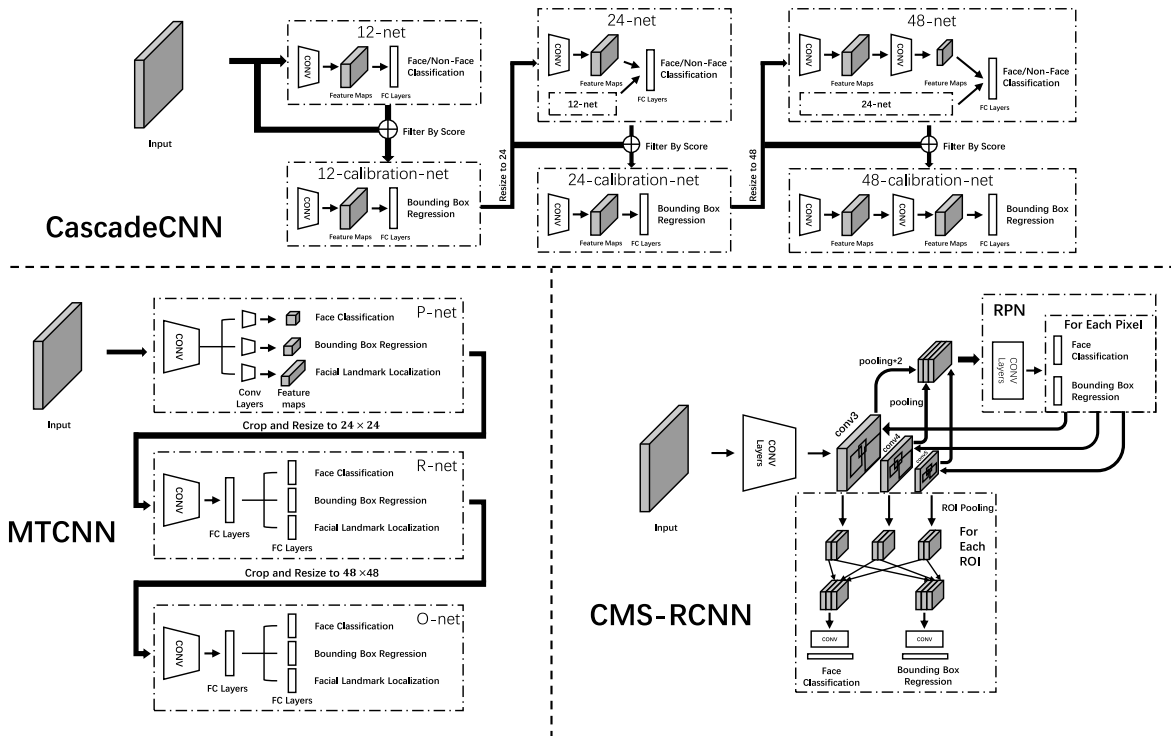 12-net
CONV
Feature Maps
FC Layers
Face/Non-Face
Classification
Input
Filter By Score
12-calibration-net
CONV
Feature Maps
FC Layers
Bounding Box
Regression
Resize to 24
24-net
CONV
Feature Maps
12-net
FC Layers
Face/Non-Face
Classification
Filter By Score
24-calibration-net
CONV
Feature Maps
FC Layers
Bounding Box
Regression
Resize to 48
48-net
CONV
Feature Maps
CONV
Feature Maps
24-net
FC Layers
Face/Non-Face
Classification
Filter By Score
48-calibration-net
CONV
Feature Maps
CONV
Feature Maps
FC Layers
Bounding Box
Regression
CascadeCNN
Input
P-net
CONV
Face Classification
Bounding Box Regression
Facial Landmark Localization
Conv
Layers
Feature
maps
Crop and Resize to 24 × 24
R-net
CONV
FC Layers
Face Classification
Bounding Box Regression
Facial Landmark Localization
FC Layers
MTCNN
Crop and Resize to 48 ×48
O-net
CONV
FC Layers
Face Classification
Bounding Box Regression
Facial Landmark Localization
FC Layers
RPN
For Each Pixel
CONV
Layers
Face
Classification
Bounding Box
Regression
pooling*2
pooling
Input
CONV
Layers
conv3
conv4
conv5
ROI Pooling
For
Each
ROI
CONV
CONV
Face
Classification
Bounding Box
Regression
CMS-RCNN